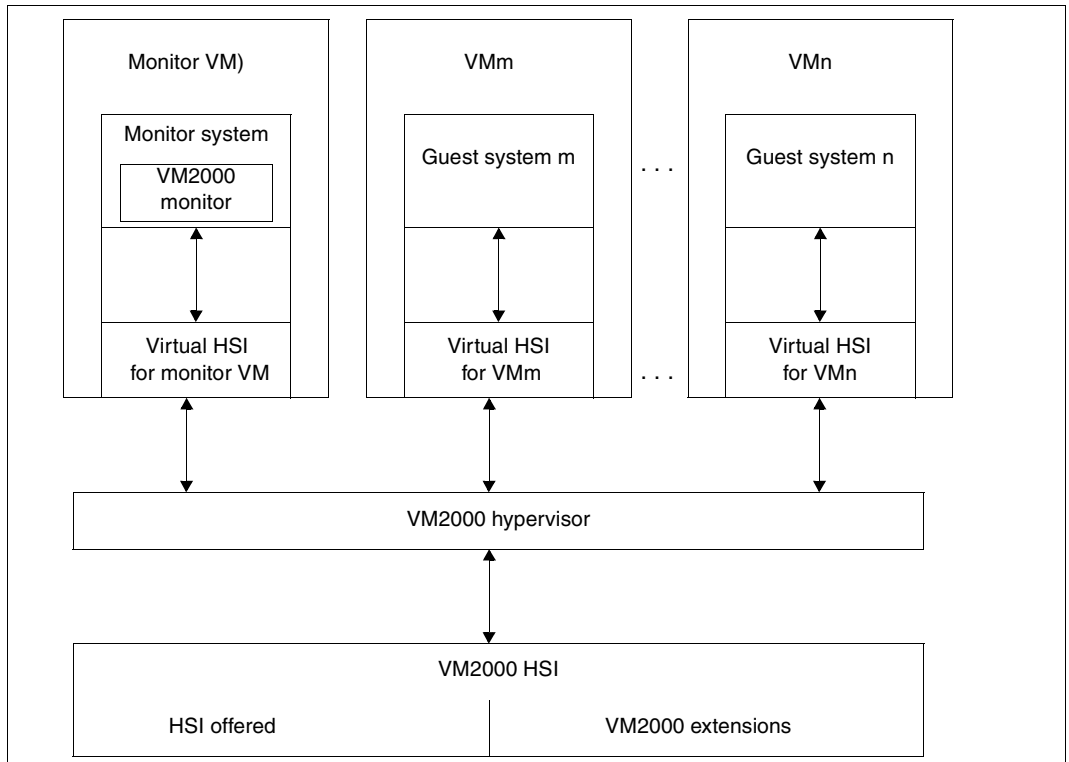 Monitor VM)
VMm
VMn
Monitor system
VM2000
monitor
Guest system m
. . .
Guest system n
Virtual HSI
for monitor VM
Virtual HSI
for VMm
. . .
Virtual HSI
for VMn
VM2000 hypervisor
VM2000 HSI
HSI offered
VM2000 extensions